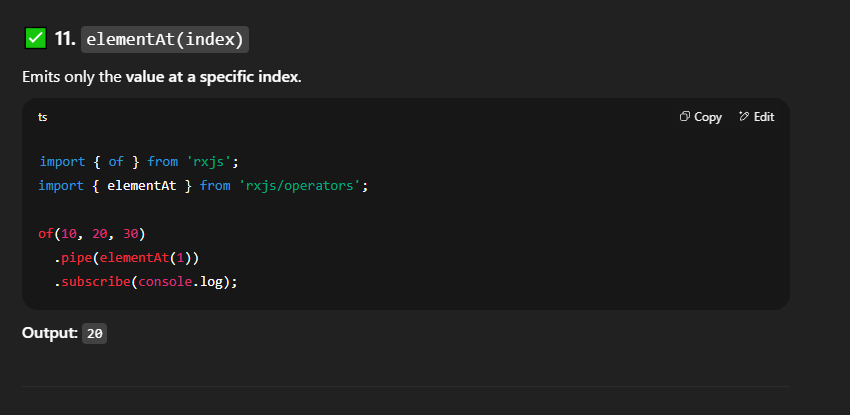 ✅ 11. elementAt(index)
Emits only the value at a specific index.
ts
Copy
Edit
import { of } from 'rxjs';
import { elementAt } from 'rxjs/operators';
of(10, 20, 30)
.pipe(elementAt(1))
.subscribe(console.log);
Output: 20